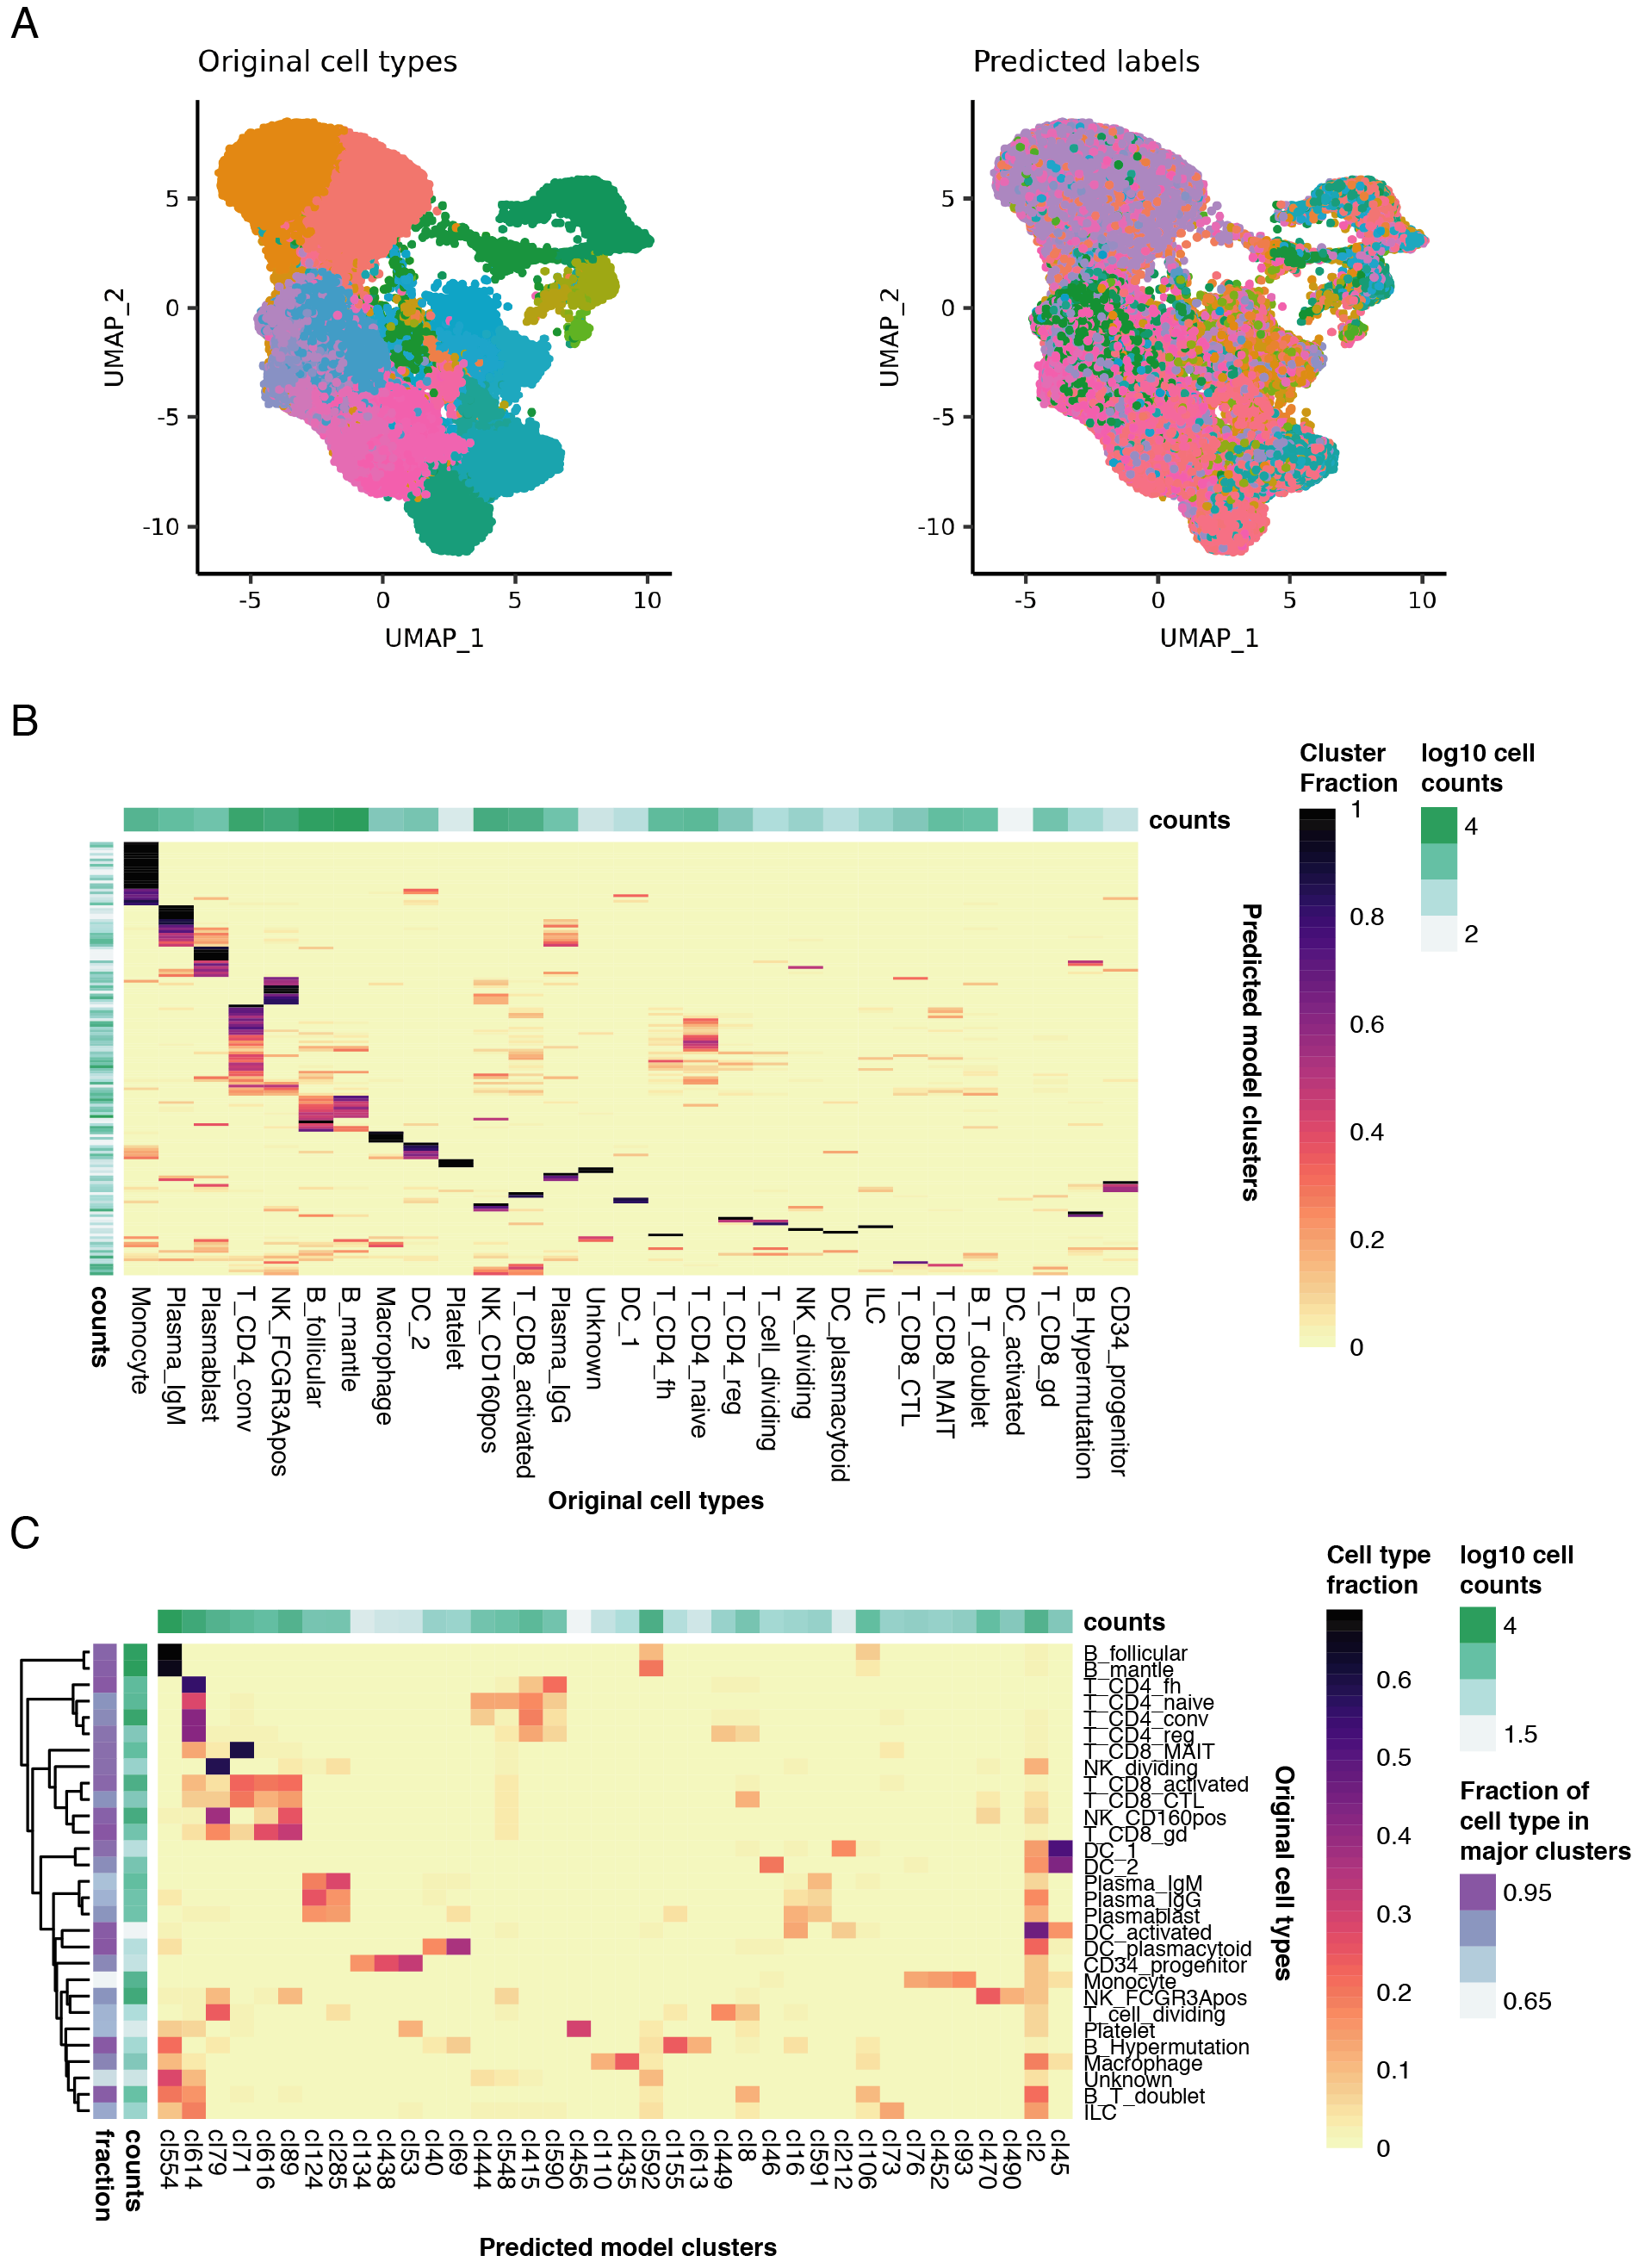 A
Original cell types
Predicted labels
5
0
-5
-10
UMAP_2
-5
0
5
10
UMAP_1
5
0
-5
-10
UMAP_2
-5
0
5
10
UMAP_1
B
counts
Cluster
Fraction
1
0.8
0.6
0.4
0.2
0
log10 cell
counts
4
2
Predicted model clusters
counts
Monocyte
Plasma_IgM
Plasmablast
T_CD4_conv
NK_FCGR3Apos
B_follicular
B_mantle
Macrophage
DC_2
Platelet
NK_CD160pos
T_CD8_activated
Plasma_IgG
Unknown
DC_1
T_CD4_fh
T_CD4_naive
T_CD4_reg
T_cell_dividing
NK_dividing
DC_plasmacytoid
ILC
T_CD8_CTL
T_CD8_MAIT
B_T_doublet
DC_activated
T_CD8_gd
B_Hypermutation
CD34_progenitor
Original cell types
C
counts
B_follicular
B_mantle
T_CD4_fh
T_CD4_naive
T_CD4_conv
T_CD4_reg
T_CD8_MAIT
NK_dividing
T_CD8_activated
T_CD8_CTL
NK_CD160pos
T_CD8_gd
DC_1
DC_2
Plasma_IgM
Plasma_IgG
Plasmablast
DC_activated
DC_plasmacytoid
CD34_progenitor
Monocyte
NK_FCGR3Apos
T_cell_dividing
Platelet
B_Hypermutation
Macrophage
Unknown
B_T_doublet
ILC
Original cell types
Cell type
fraction
0.6
0.5
0.4
0.3
0.2
0.1
0
log10 cell
counts
4
1.5
Fraction of
cell type in
major clusters
0.95
0.65
fraction
counts
cl554
cl614
cl79
cl71
cl616
cl89
cl124
cl285
cl134
cl438
cl53
cl40
cl69
cl444
cl548
cl415
cl590
cl456
cl110
cl435
cl592
cl155
cl613
cl449
cl8
cl46
cl16
cl591
cl212
cl106
cl73
cl76
cl452
cl93
cl470
cl490
cl2
cl45
Predicted model clusters